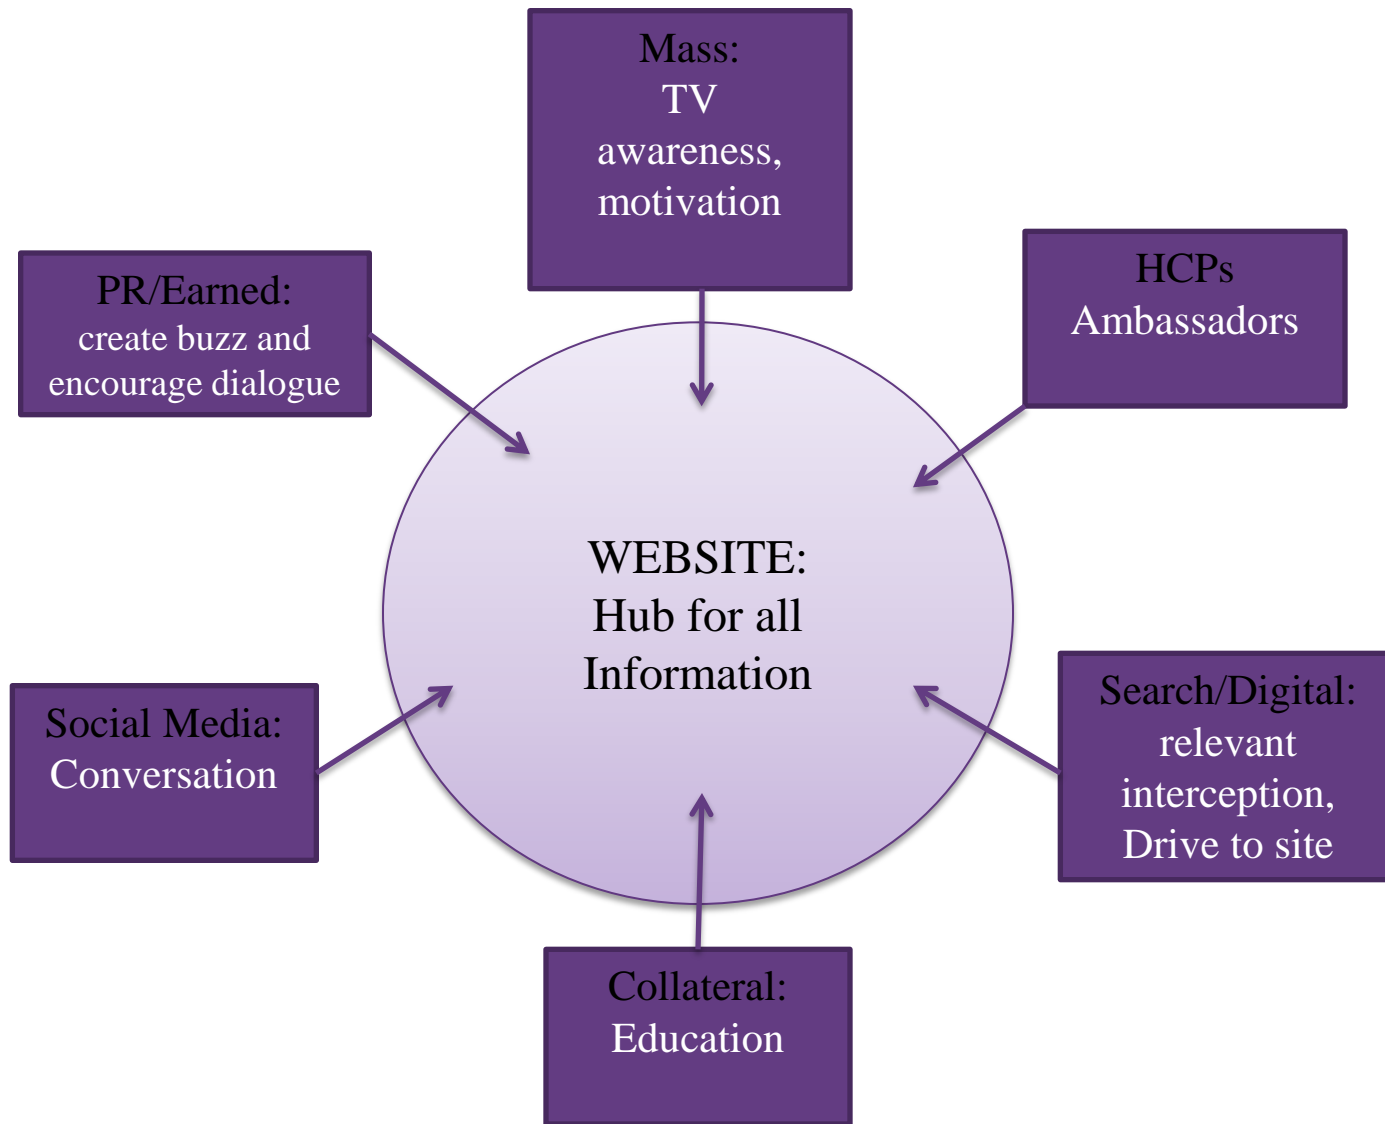 Mass:
TV
awareness,
motivation
PR/Earned:
create buzz and
encourage dialogue
HCPs
Ambassadors
WEBSITE:
Hub for all
Information
Social Media:
Conversation
Search/Digital:
relevant
interception,
Drive to site
Collateral:
Education